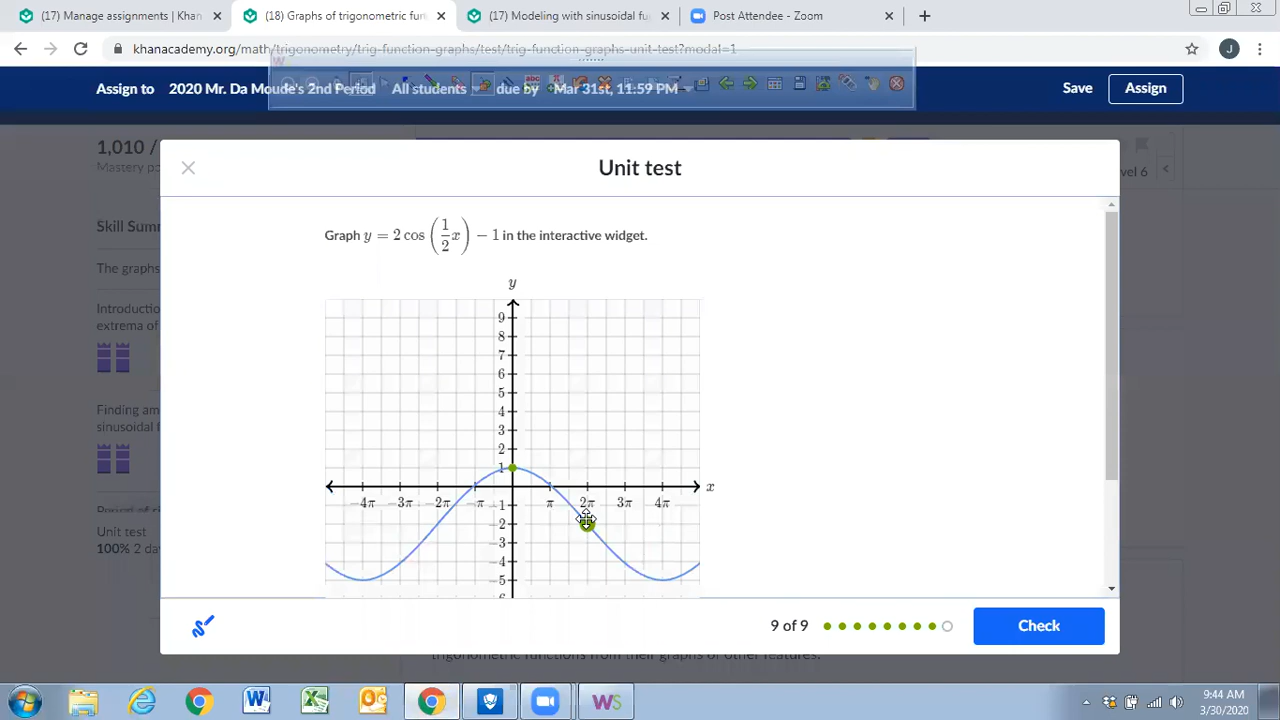 (17) Manage assignments | Khan A
(18) Graphs of trigonometric fun
(17) Modeling with sinusoidal fu
Post Attendee - Zoom
khanacademy.org/math/trigonometry/trig-function-graphs/test/trig-function-graphs-unit-test?modal=1
J
Assign to 2020 Mr. Da Moude's 2nd Period All students due by Mar 31st, 11:59 PM
Save
Assign
1,010 /
Mastery po
vel 6
Unit test
Skill Summ
The graphs
Introductio
extrema of
Finding am
sinusoidal f
Unit test
100% 2 da
Graph y = 2 cos (1/2 x) − 1 in the interactive widget.
y
9
8
7
6
5
4
3
2
1
−4π −3π −2π −π π 2π 3π 4π
x
−1
−2
−3
−4
−5
6
9 of 9
Check
trigonometric functions from their graphs or other features.
W
WS
9:44 AM
3/30/2020